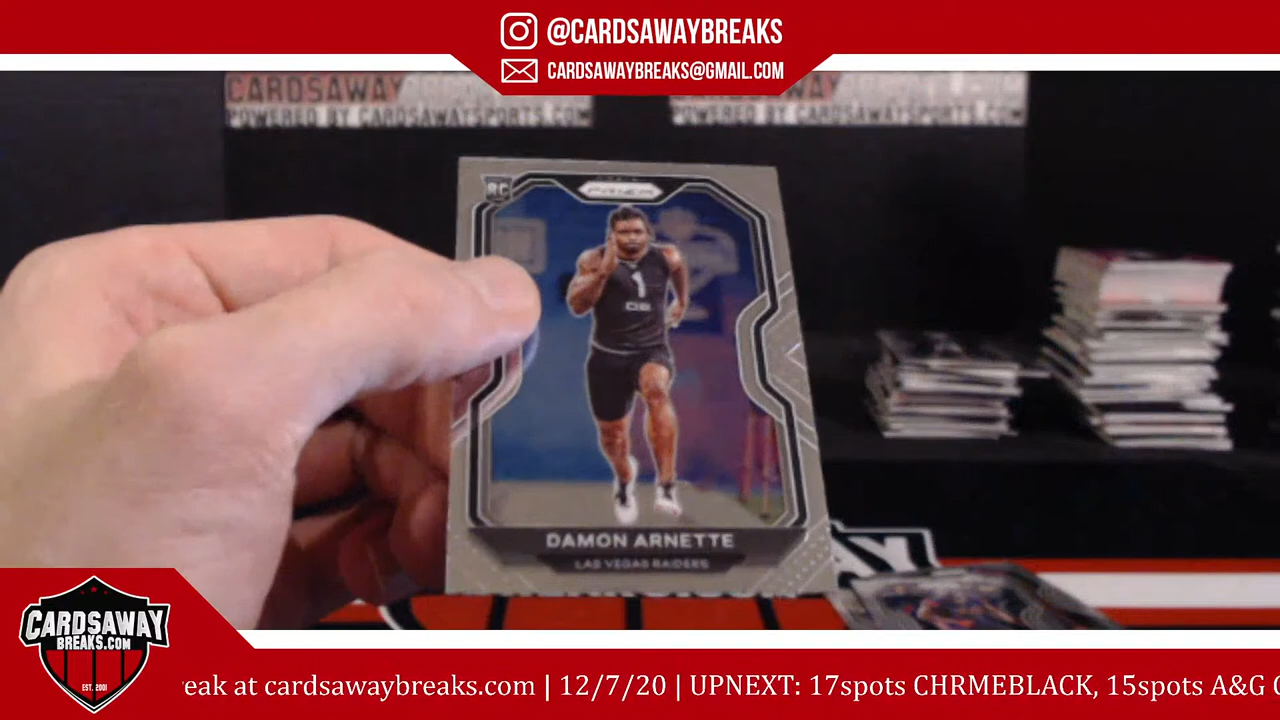 @CARDSAWAYBREAKS
CARDSAWAYBREAKS@GMAIL.COM
CARDSAWAY
POWERED BY CARDSAWAYSPORTS.COM
POWERED BY CARDSAWAYSPORTS.COM
RC
PRIZM
1
DB
DAMON ARNETTE
LAS VEGAS RAIDERS
CARDSAWAY
BREAKS.COM
EST. 2001
eak at cardsawaybreaks.com | 12/7/20 | UPNEXT: 17spots CHRMEBLACK, 15spots A&G